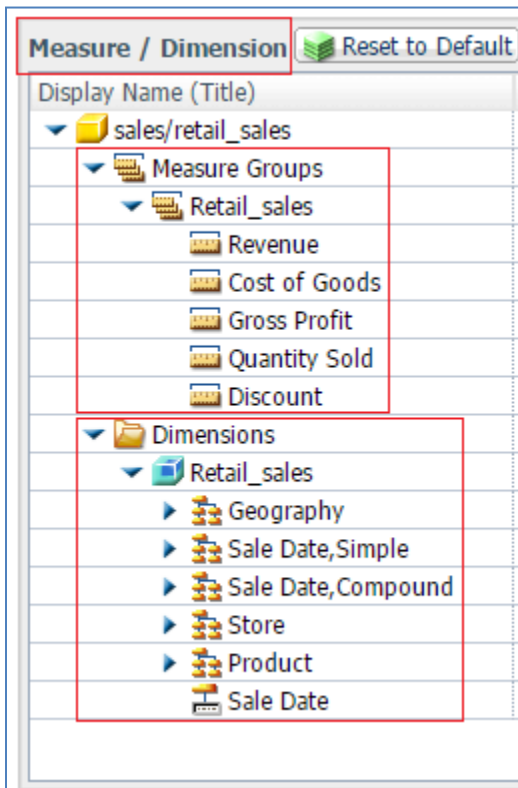 Measure / Dimension Reset to Default
Display Name (Title)
sales/retail_sales
Measure Groups
Retail_sales
Revenue
Cost of Goods
Gross Profit
Quantity Sold
Discount
Dimensions
Retail_sales
Geography
Sale Date,Simple
Sale Date,Compound
Store
Product
Sale Date